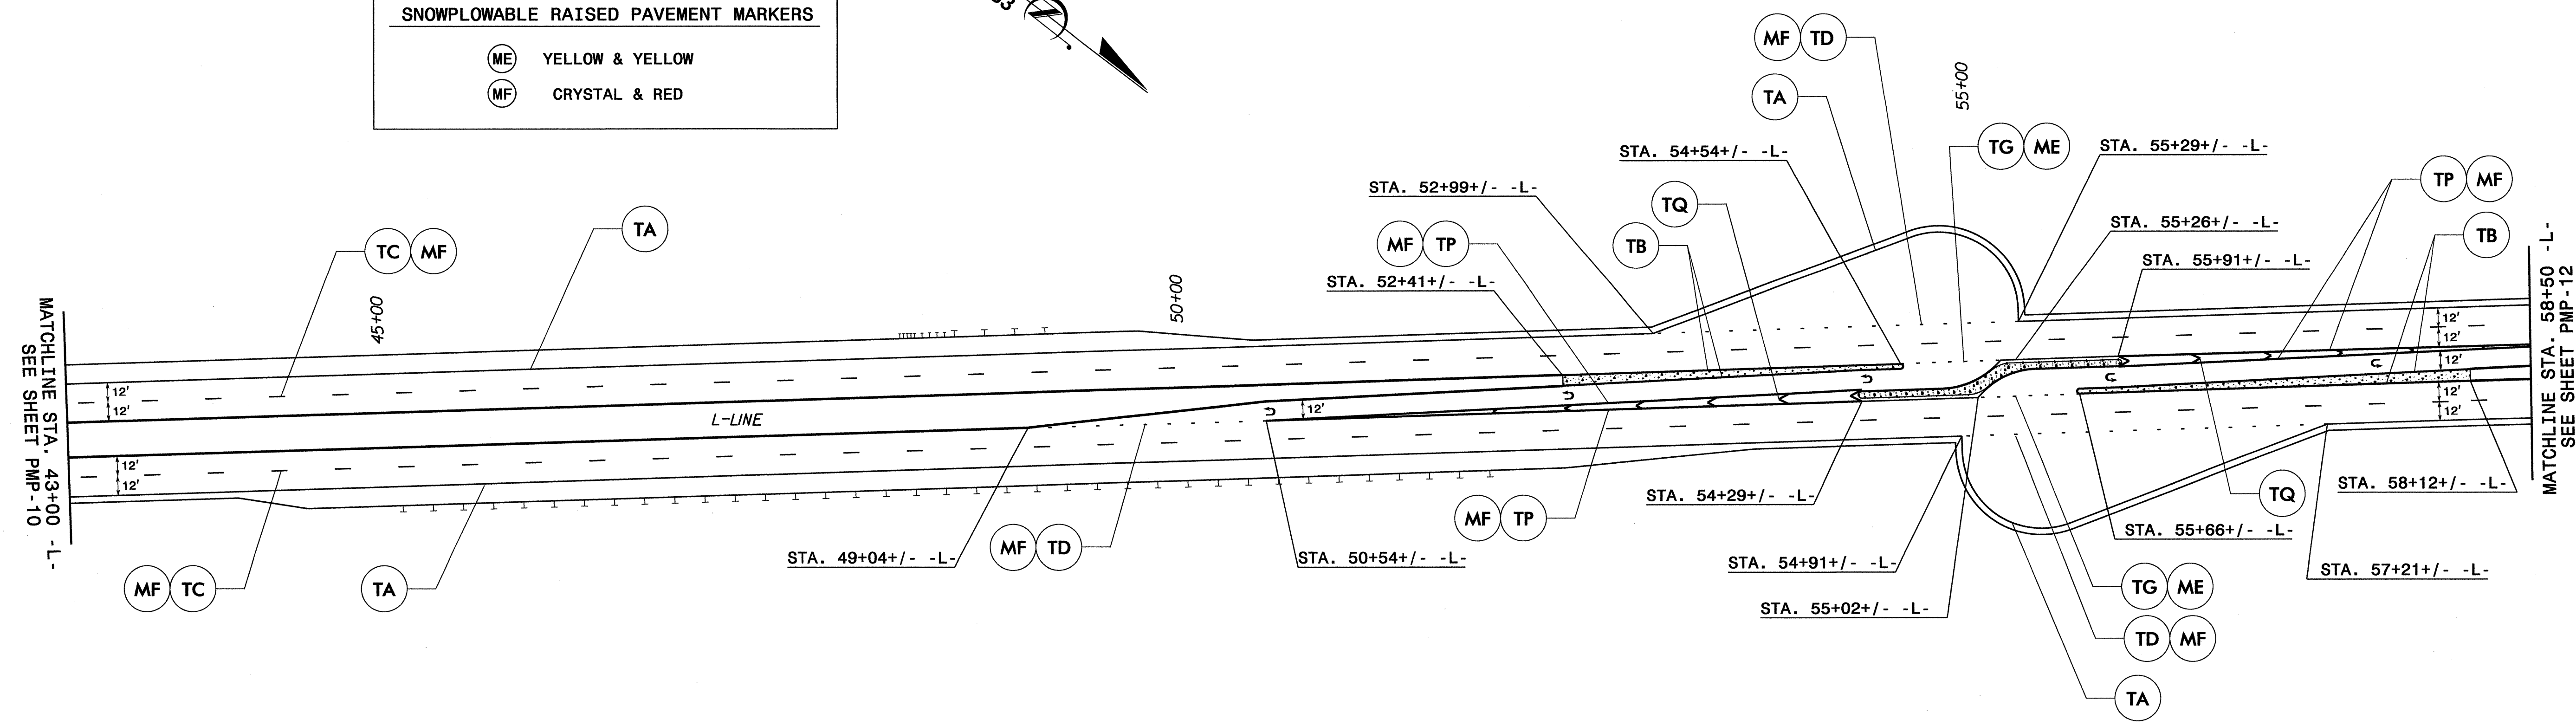 SNOWPLOWABLE RAISED PAVEMENT MARKERS
ME YELLOW & YELLOW
MF CRYSTAL & RED
MF TD
TA
55+00
TG ME
STA. 55+29+/- -L-
STA. 54+54+/- -L-
TP MF
STA. 52+99+/- -L-
TQ
STA. 55+26+/- -L-
TB
TA
TC MF
MF TP
TB
STA. 55+91+/- -L-
STA. 52+41+/- -L-
45+00
50+00
MATCHLINE STA. 43+00 -L-
SEE SHEET PMP-10
MATCHLINE STA. 58+50 -L-
SEE SHEET PMP-12
12'
12'
12'
12'
12'
12'
12'
12'
12'
12'
L-LINE
STA. 54+29+/- -L-
TQ
STA. 58+12+/- -L-
MF TP
MF TD
STA. 49+04+/- -L-
STA. 50+54+/- -L-
STA. 55+66+/- -L-
STA. 54+91+/- -L-
STA. 57+21+/- -L-
MF TC
TA
TG ME
STA. 55+02+/- -L-
TD MF
TA